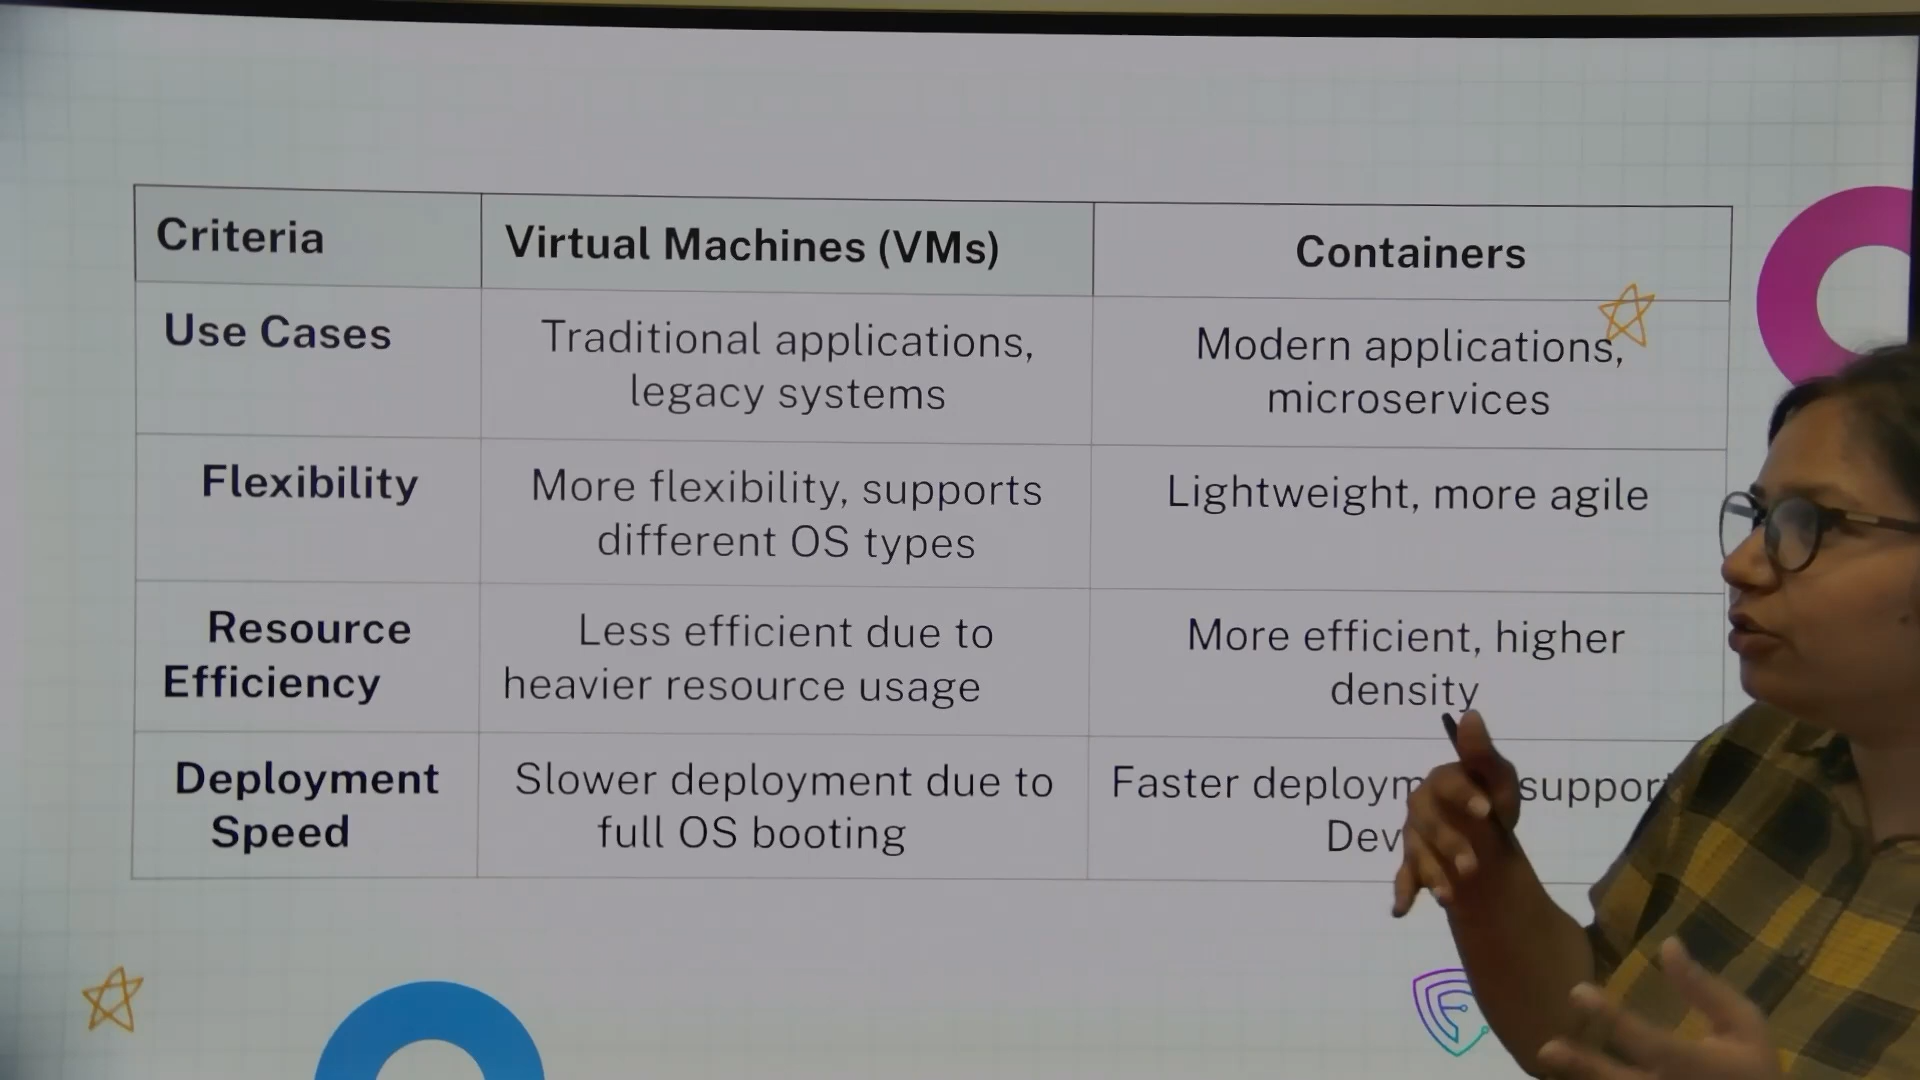 Criteria
Virtual Machines (VMs)
Containers
Use Cases
Traditional applications,
legacy systems
Modern applications,
microservices
Flexibility
More flexibility, supports
different OS types
Lightweight, more agile
Resource
Efficiency
Less efficient due to
heavier resource usage
More efficient, higher
density
Deployment
Speed
Slower deployment due to
full OS booting
Faster